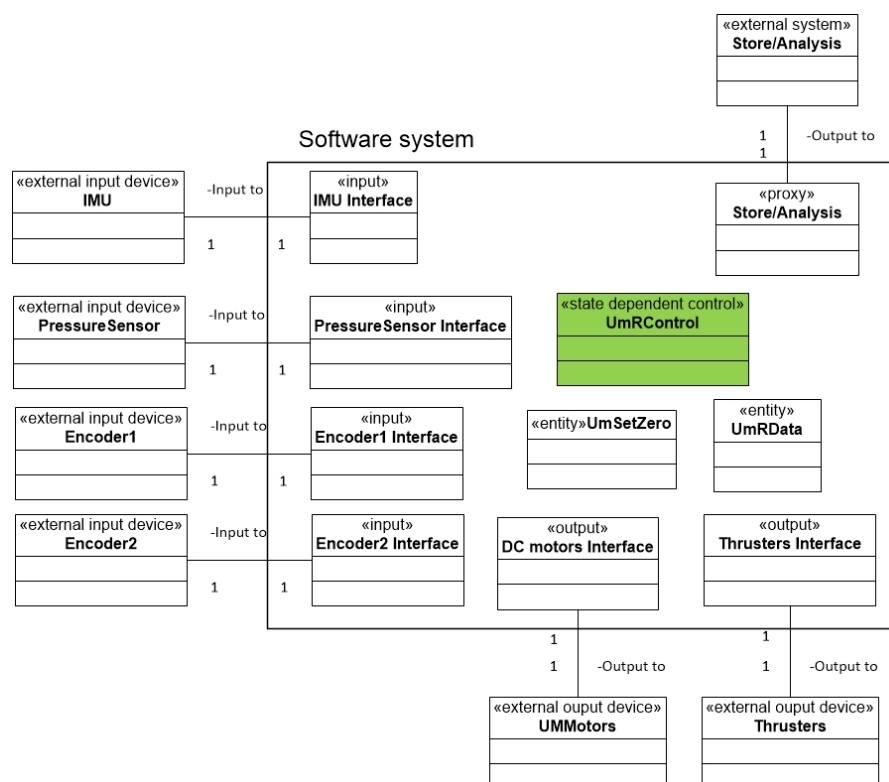 «external system»
Store/Analysis
1
-Output to
1
Software system
«external input device»
IMU
-Input to
1
1
«input»
IMU Interface
«proxy»
Store/Analysis
«external input device»
PressureSensor
-Input to
1
1
«input»
PressureSensor Interface
«state dependent control»
UmRControl
«external input device»
Encoder1
-Input to
1
1
«input»
Encoder1 Interface
«entity»UmSetZero
«entity»
UmRData
«external input device»
Encoder2
-Input to
1
1
«input»
Encoder2 Interface
«output»
DC motors Interface
«output»
Thrusters Interface
1
1
-Output to
1
1
-Output to
«external ouput device»
UMMotors
«external ouput device»
Thrusters